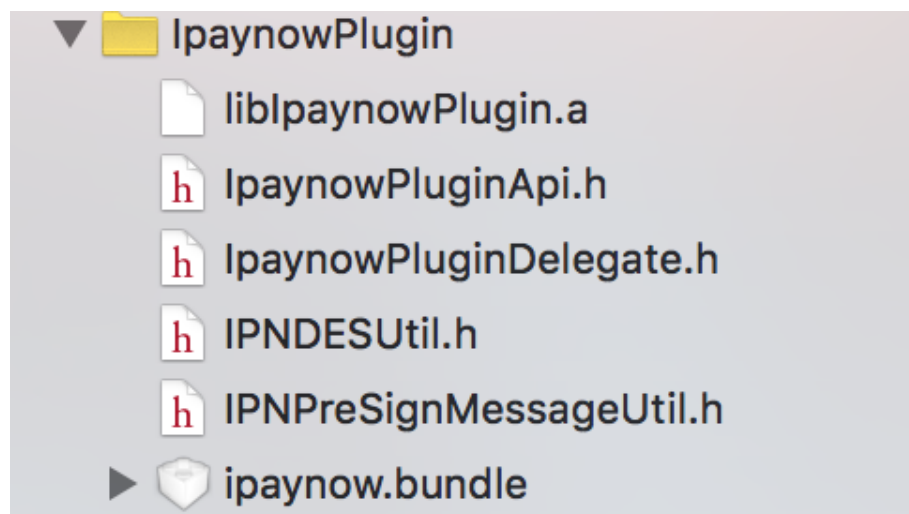 IpaynowPlugin
libIpaynowPlugin.a
h IpaynowPluginApi.h
h IpaynowPluginDelegate.h
h IPNDESUtil.h
h IPNPreSignMessageUtil.h
ipaynow.bundle